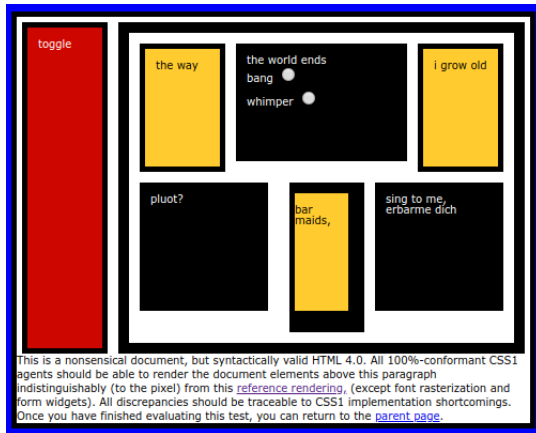 toggle
the way
the world ends
bang
whimper
i grow old
pluot?
bar
maids,
sing to me,
erbarme dich
This is a nonsensical document, but syntactically valid HTML 4.0. All 100%-conformant CSS1
agents should be able to render the document elements above this paragraph
indistinguishably (to the pixel) from this reference rendering, (except font rasterization and
form widgets). All discrepancies should be traceable to CSS1 implementation shortcomings.
Once you have finished evaluating this test, you can return to the parent page.